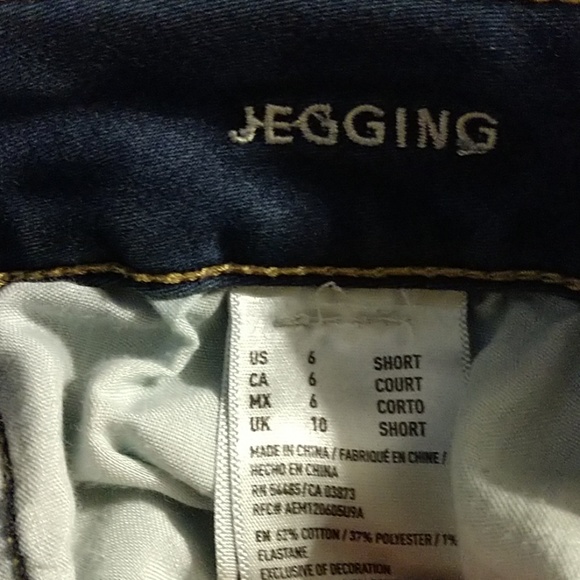 JEGGING
US 6 SHORT
CA 6 COURT
MX 6 CORTO
UK 10 SHORT
MADE IN CHINA / FABRIQUÉ EN CHINE /
HECHO EN CHINA
RN 54485/CA 03873
RFC# AEM120605U9A
EM 62% COTTON / 37% POLYESTER / 1%
ELASTANE
EXCLUSIVE OF DECORATION